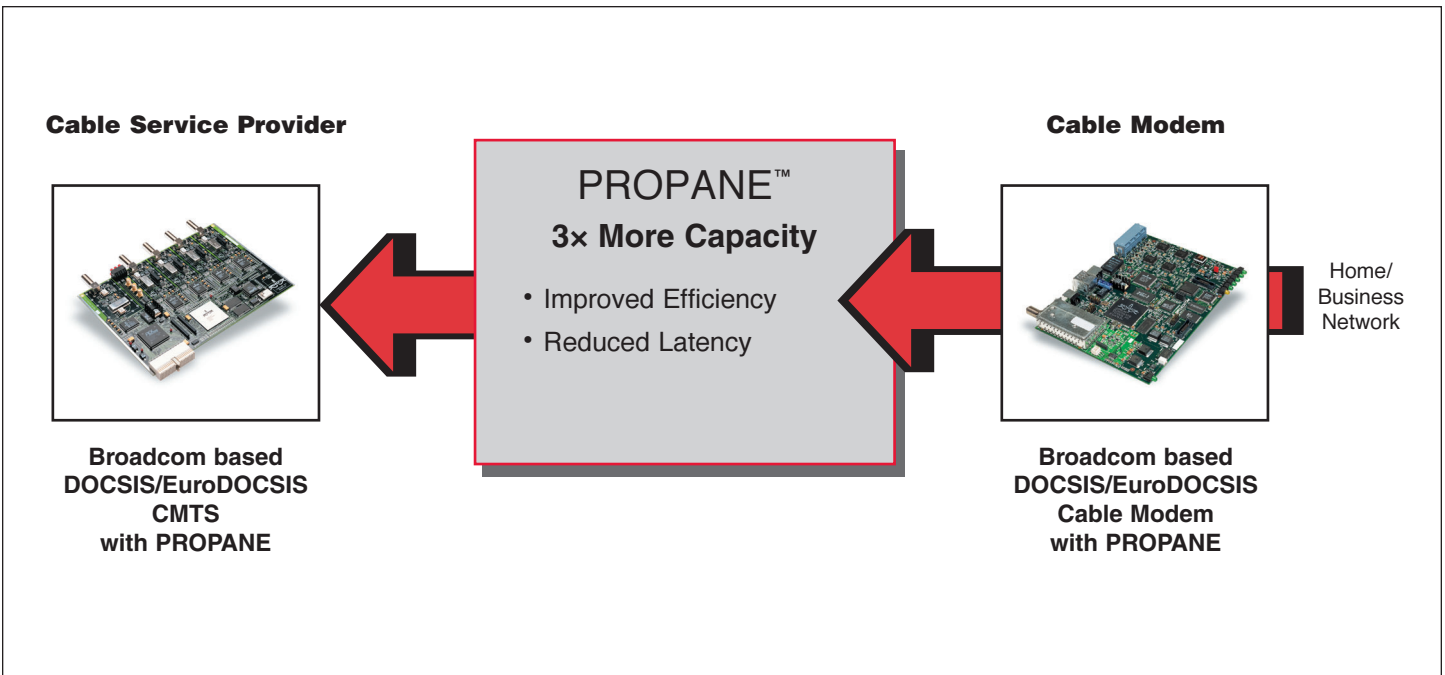 Cable Service Provider
Broadcom based
DOCSIS/EuroDOCSIS
CMTS
with PROPANE
PROPANE™
3× More Capacity
• Improved Efficiency
• Reduced Latency
Cable Modem
Broadcom based
DOCSIS/EuroDOCSIS
Cable Modem
with PROPANE
Home/
Business
Network